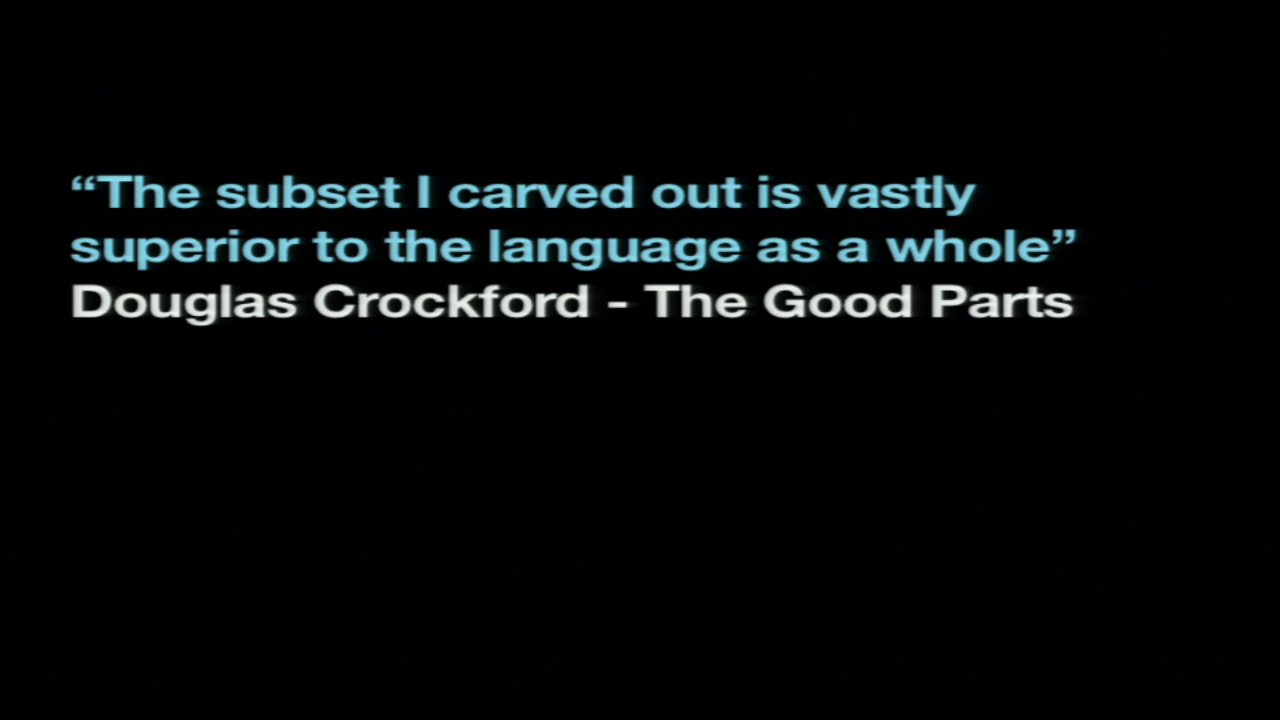 “The subset I carved out is vastly
superior to the language as a whole”
Douglas Crockford - The Good Parts